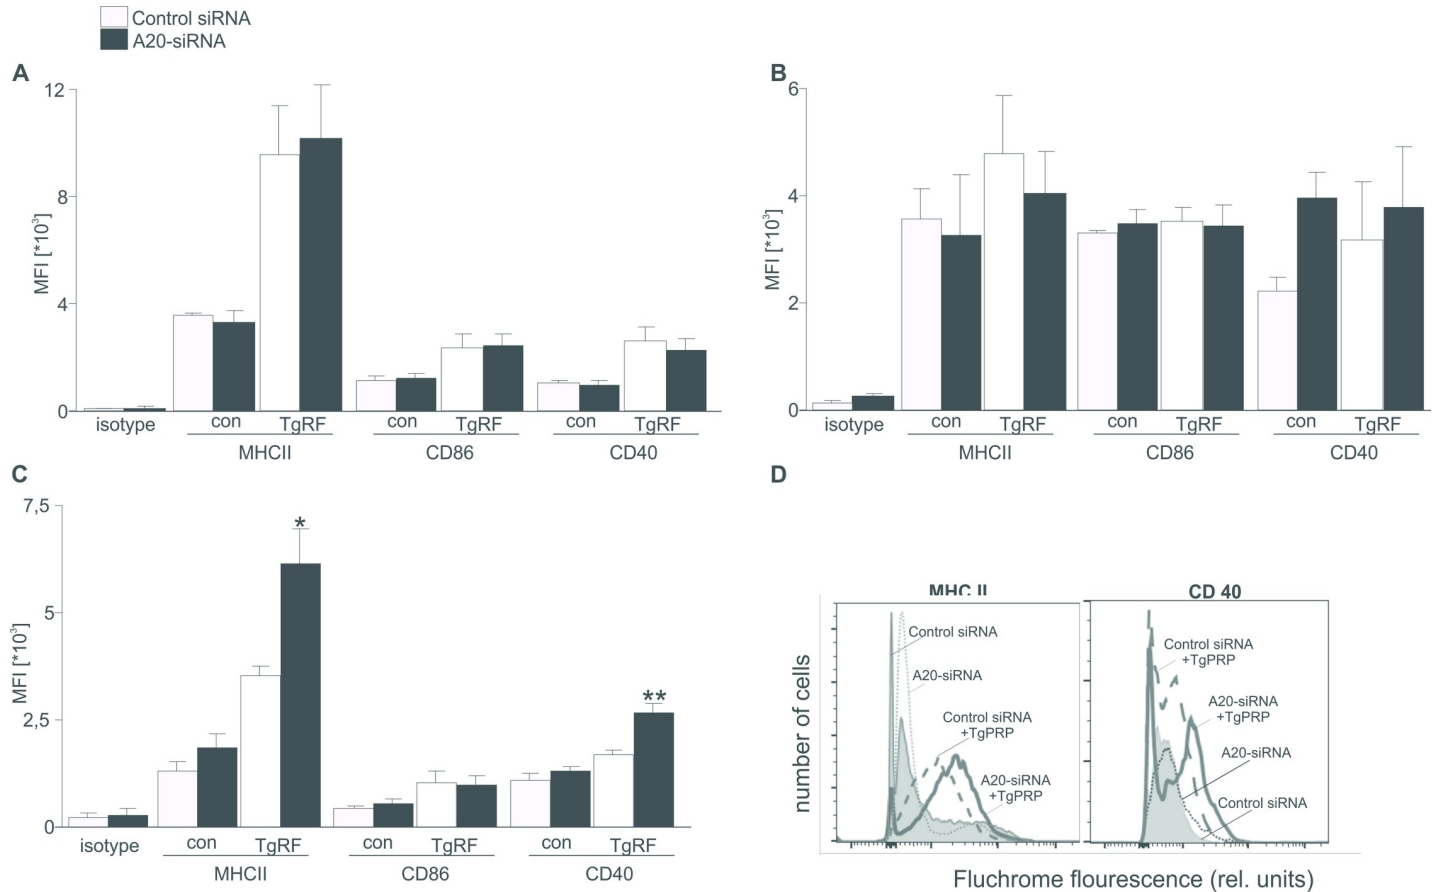 Control siRNA
A20-siRNA
A
12
8
4
0
MFI [*10³]
isotype
con
TgRF
con
TgRF
con
TgRF
MHCII
CD86
CD40
B
6
4
2
0
MFI [*10³]
isotype
con
TgRF
con
TgRF
con
TgRF
MHCII
CD86
CD40
C
7,5
5
2,5
0
MFI [*10³]
*
**
isotype
con
TgRF
con
TgRF
con
TgRF
MHCII
CD86
CD40
D
MHC II
CD 40
number of cells
Control siRNA
A20-siRNA
Control siRNA
+TgPRP
A20-siRNA
+TgPRP
Control siRNA
+TgPRP
A20-siRNA
+TgPRP
A20-siRNA
Control siRNA
Fluchrome flourescence (rel. units)